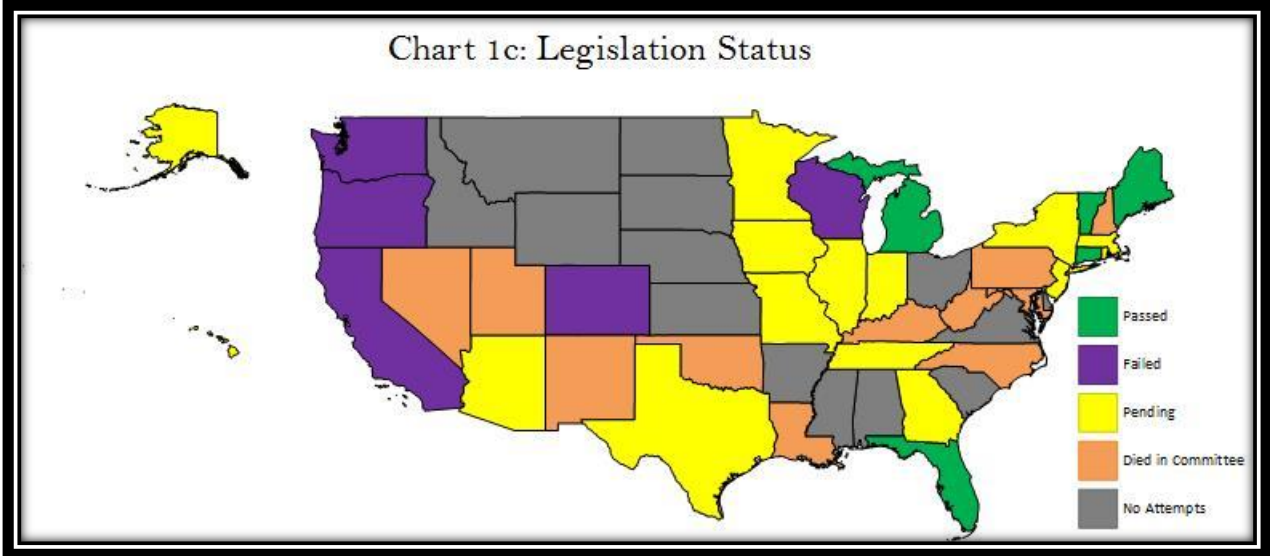 Chart 1c: Legislation Status
Passed
Failed
Pending
Died in Committee
No Attempts